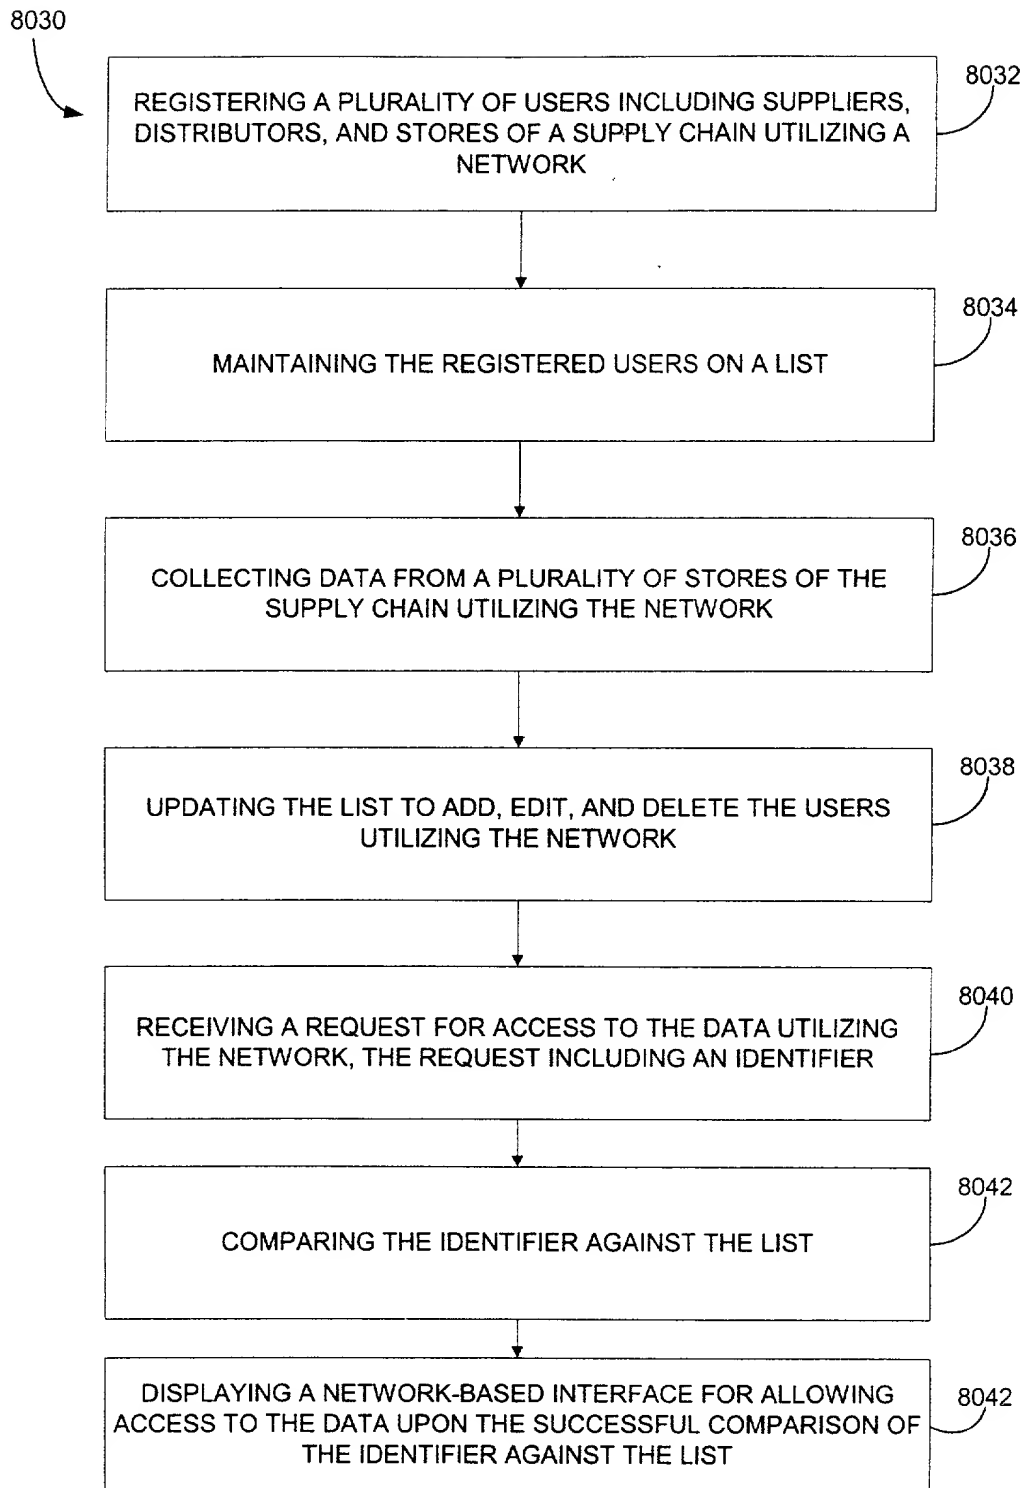 8030
8032
REGISTERING A PLURALITY OF USERS INCLUDING SUPPLIERS,
DISTRIBUTORS, AND STORES OF A SUPPLY CHAIN UTILIZING A
NETWORK
8034
MAINTAINING THE REGISTERED USERS ON A LIST
8036
COLLECTING DATA FROM A PLURALITY OF STORES OF THE
SUPPLY CHAIN UTILIZING THE NETWORK
8038
UPDATING THE LIST TO ADD, EDIT, AND DELETE THE USERS
UTILIZING THE NETWORK
8040
RECEIVING A REQUEST FOR ACCESS TO THE DATA UTILIZING
THE NETWORK, THE REQUEST INCLUDING AN IDENTIFIER
8042
COMPARING THE IDENTIFIER AGAINST THE LIST
8042
DISPLAYING A NETWORK-BASED INTERFACE FOR ALLOWING
ACCESS TO THE DATA UPON THE SUCCESSFUL COMPARISON OF
THE IDENTIFIER AGAINST THE LIST